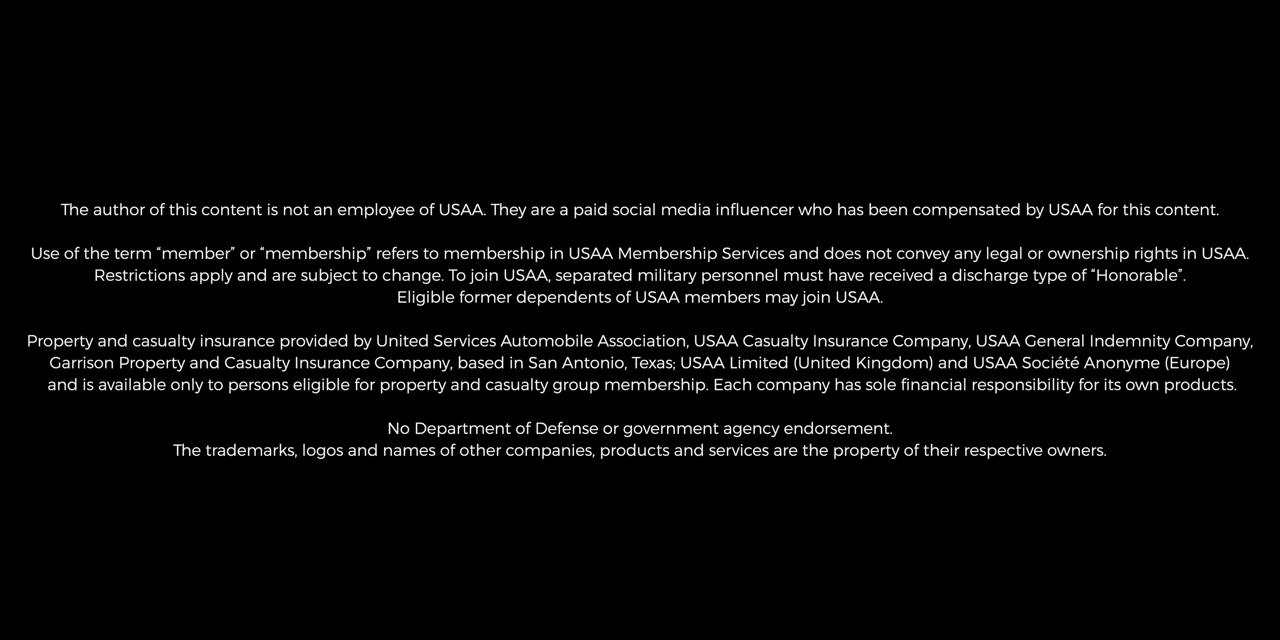 The author of this content is not an employee of USAA. They are a paid social media influencer who has been compensated by USAA for this content.
Use of the term “member” or “membership” refers to membership in USAA Membership Services and does not convey any legal or ownership rights in USAA.
Restrictions apply and are subject to change. To join USAA, separated military personnel must have received a discharge type of “Honorable”.
Eligible former dependents of USAA members may join USAA.
Property and casualty insurance provided by United Services Automobile Association, USAA Casualty Insurance Company, USAA General Indemnity Company,
Garrison Property and Casualty Insurance Company, based in San Antonio, Texas; USAA Limited (United Kingdom) and USAA Société Anonyme (Europe)
and is available only to persons eligible for property and casualty group membership. Each company has sole financial responsibility for its own products.
No Department of Defense or government agency endorsement.
The trademarks, logos and names of other companies, products and services are the property of their respective owners.